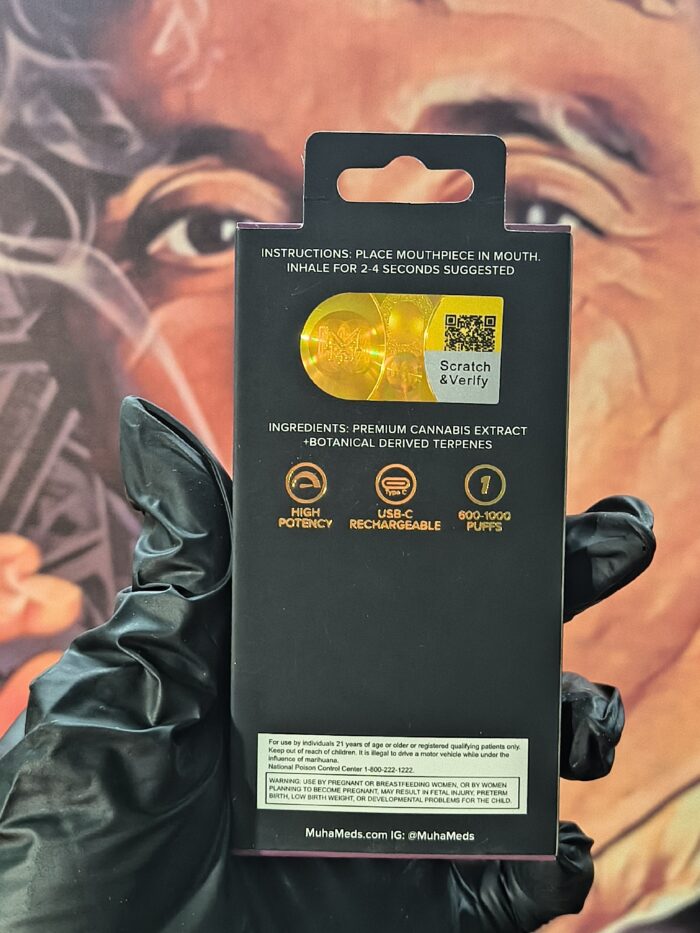 INSTRUCTIONS: PLACE MOUTHPIECE IN MOUTH.
INHALE FOR 2-4 SECONDS SUGGESTED
Scratch
&Verify
INGREDIENTS: PREMIUM CANNABIS EXTRACT
+BOTANICAL DERIVED TERPENES
Type C
1
HIGH
POTENCY
USB-C
RECHARGEABLE
600-1000
PUFFS
For use by individuals 21 years of age or older or registered qualifying patients only.
Keep out of reach of children. It is illegal to drive a motor vehicle while under the
influence of marihuana.
National Poison Control Center 1-800-222-1222.
WARNING: USE BY PREGNANT OR BREASTFEEDING WOMEN, OR BY WOMEN
PLANNING TO BECOME PREGNANT, MAY RESULT IN FETAL INJURY, PRETERM
BIRTH, LOW BIRTH WEIGHT, OR DEVELOPMENTAL PROBLEMS FOR THE CHILD.
MuhaMeds.com IG: @MuhaMeds